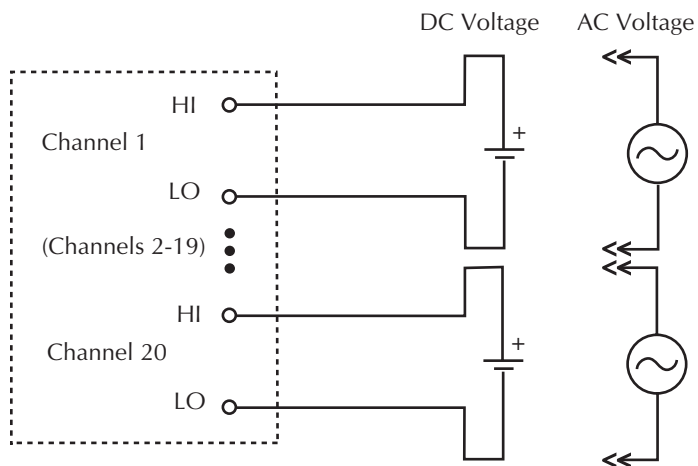 DC Voltage AC Voltage
HI
+
Channel 1
LO
(Channels 2-19)
HI
+
Channel 20
LO